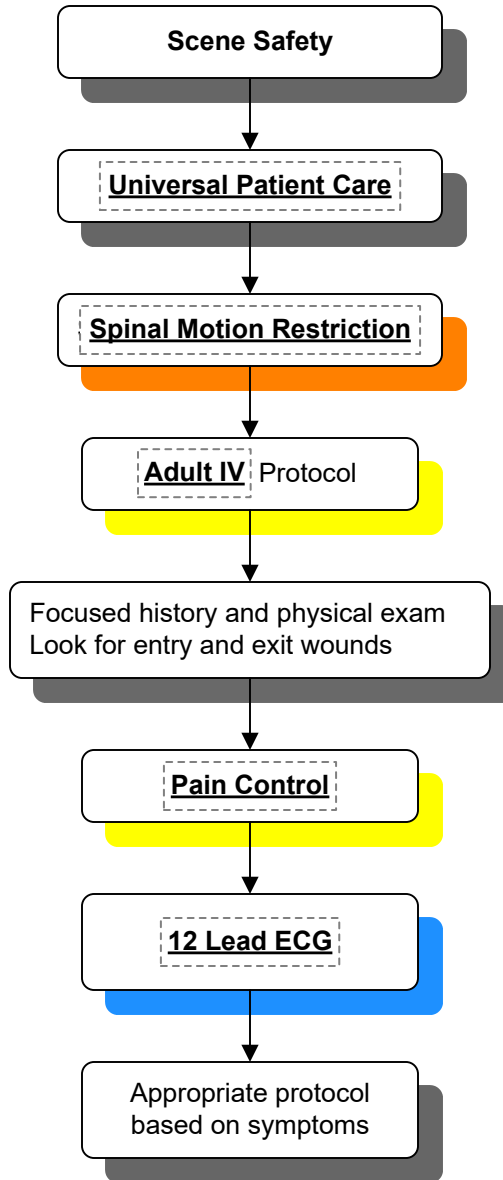 Scene Safety
Universal Patient Care
Spinal Motion Restriction
Adult IV Protocol
Focused history and physical exam
Look for entry and exit wounds
Pain Control
12 Lead ECG
Appropriate protocol
based on symptoms